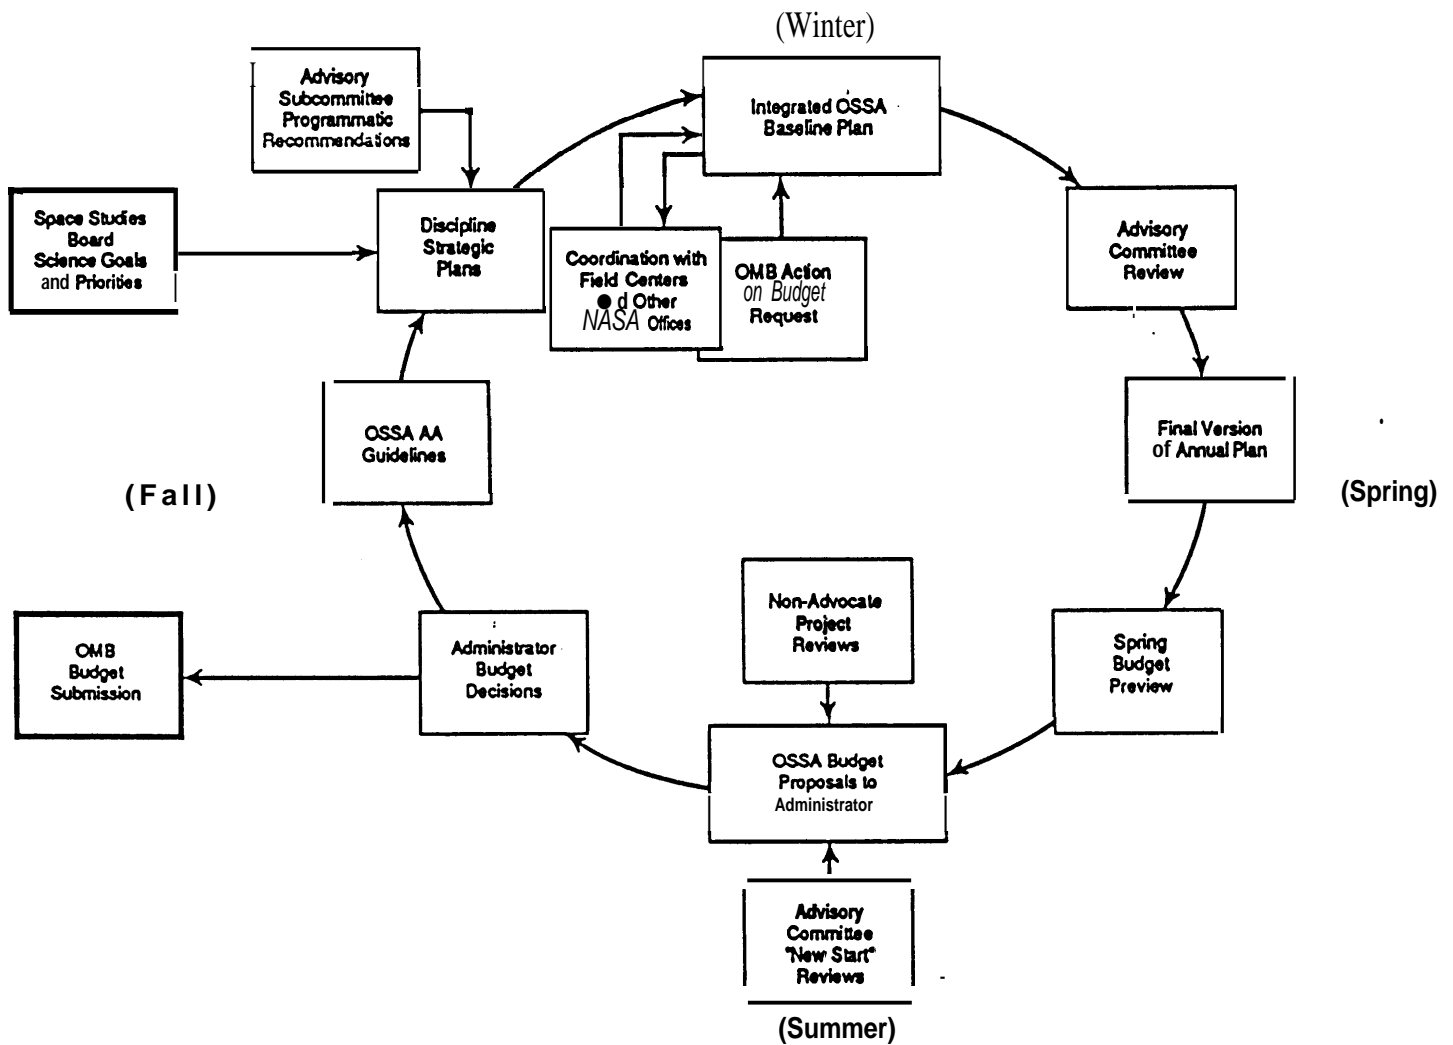 (Winter)
Advisory
Subcommittee
Programmatic
Recommendations
Integrated OSSA
Baseline Plan
Space Studies
Board
Science Goals
and Priorities
Discipline
Strategic
Plans
Coordination with
Field Centers
● d Other
NASA Offices
OMB Action
on Budget
Request
Advisory
Committee
Review
OSSA AA
Guidelines
Final Version
of Annual Plan
(Fall)
(Spring)
Non-Advocate
Project
Reviews
OMB
Budget
Submission
Administrator
Budget
Decisions
Spring
Budget
Preview
OSSA Budget
Proposals to
Administrator
Advisory
Committee
"New Start"
Reviews
(Summer)